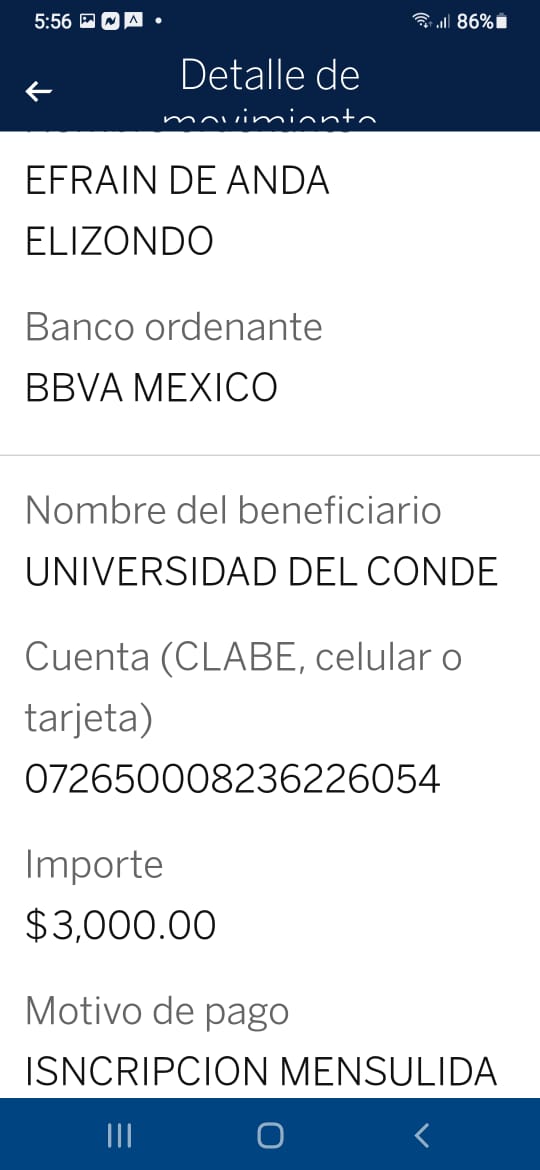 5:56
86%
Detalle de
movimiento
EFRAIN DE ANDA
ELIZONDO
Banco ordenante
BBVA MEXICO
Nombre del beneficiario
UNIVERSIDAD DEL CONDE
Cuenta (CLABE, celular o
tarjeta)
072650008236226054
Importe
$3,000.00
Motivo de pago
ISNCRIPCION MENSULIDA